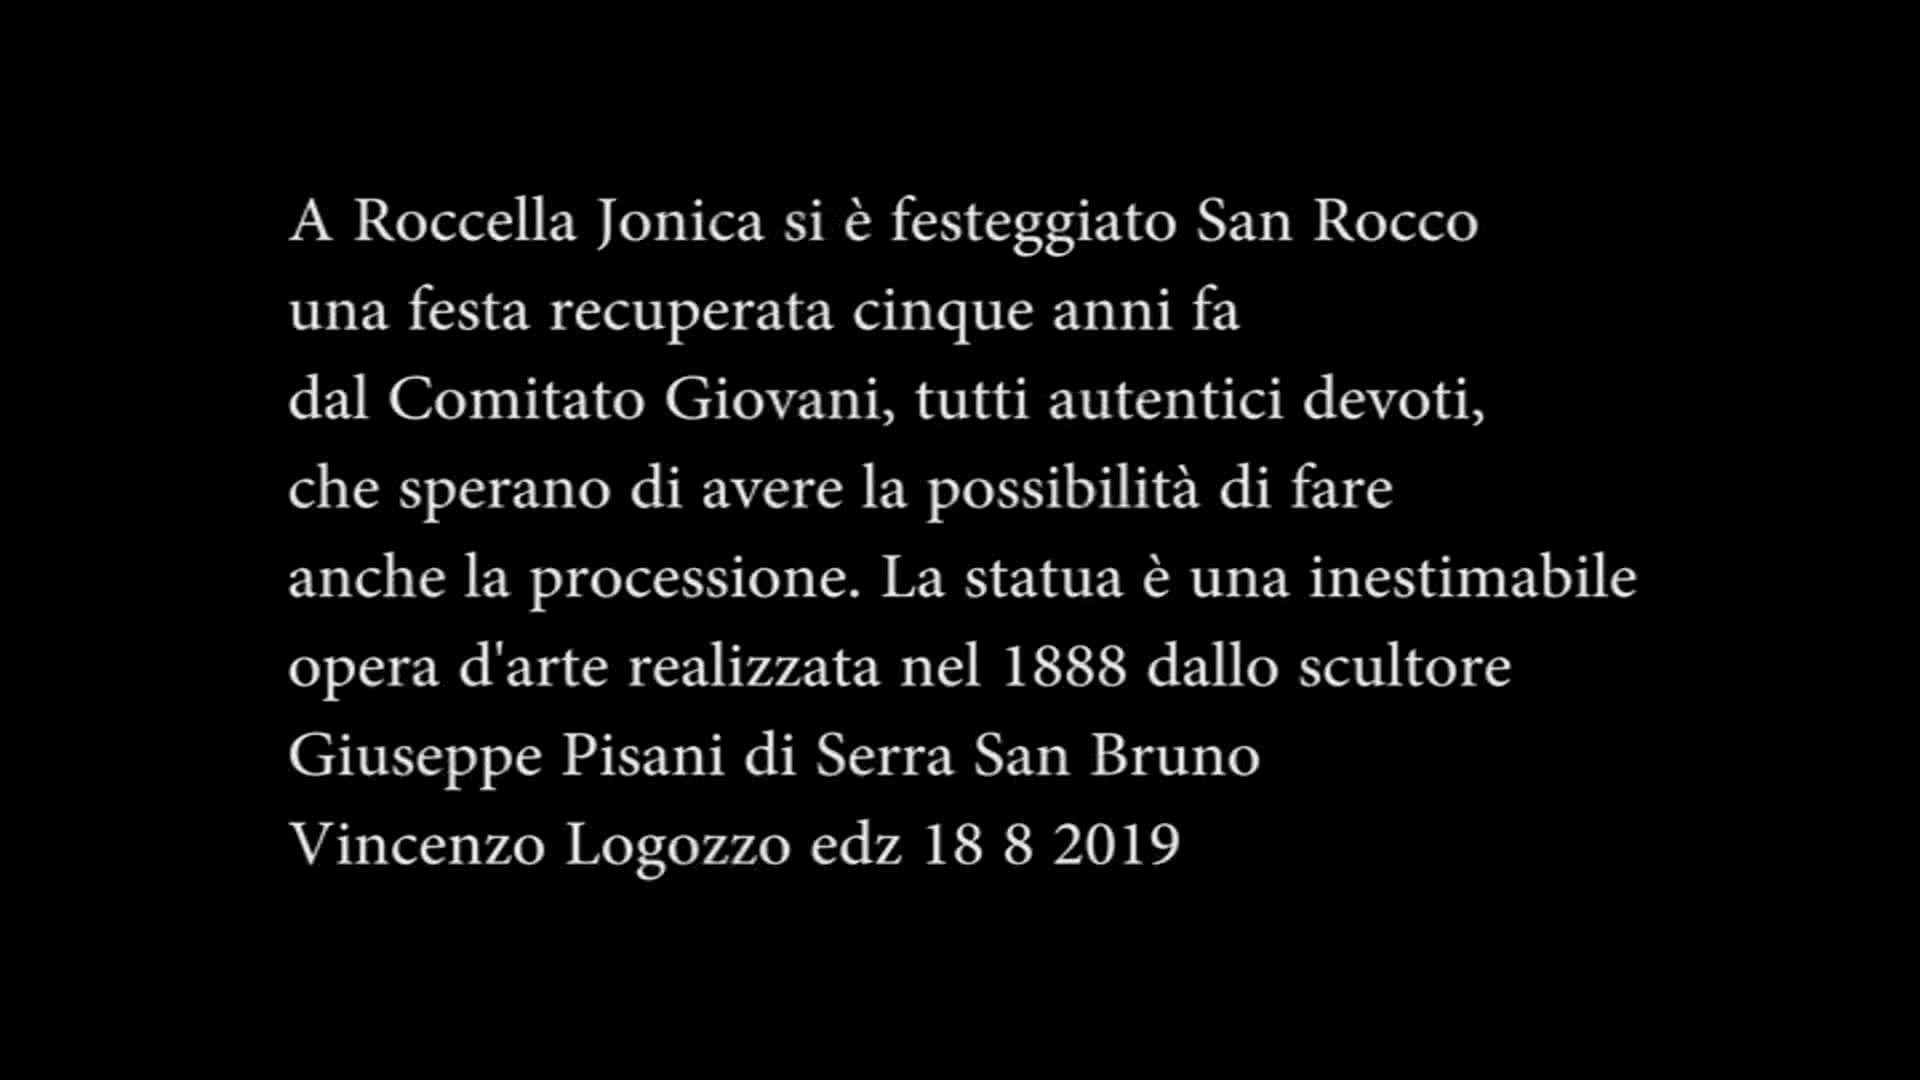 A Roccella Jonica si è festeggiato San Rocco
una festa recuperata cinque anni fa
dal Comitato Giovani, tutti autentici devoti,
che sperano di avere la possibilità di fare
anche la processione. La statua è una inestimabile
opera d'arte realizzata nel 1888 dallo scultore
Giuseppe Pisani di Serra San Bruno
Vincenzo Logozzo edz 18 8 2019